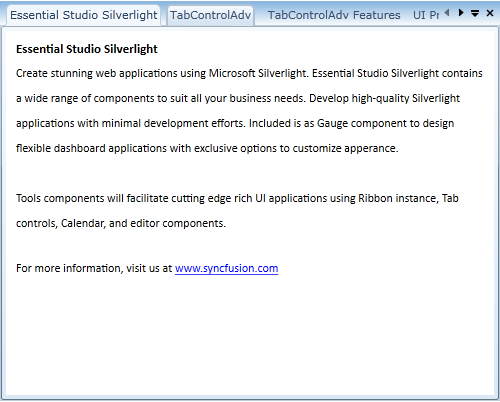 Essential Studio Silverlight TabControlAdv TabControlAdv Features UI
Essential Studio Silverlight
Create stunning web applications using Microsoft Silverlight. Essential Studio Silverlight contains
a wide range of components to suit all your business needs. Develop high-quality Silverlight
applications with minimal development efforts. Included is as Gauge component to design
flexible dashboard applications with exclusive options to customize apperance.
Tools components will facilitate cutting edge rich UI applications using Ribbon instance, Tab
controls, Calendar, and editor components.
For more information, visit us at www.syncfusion.com